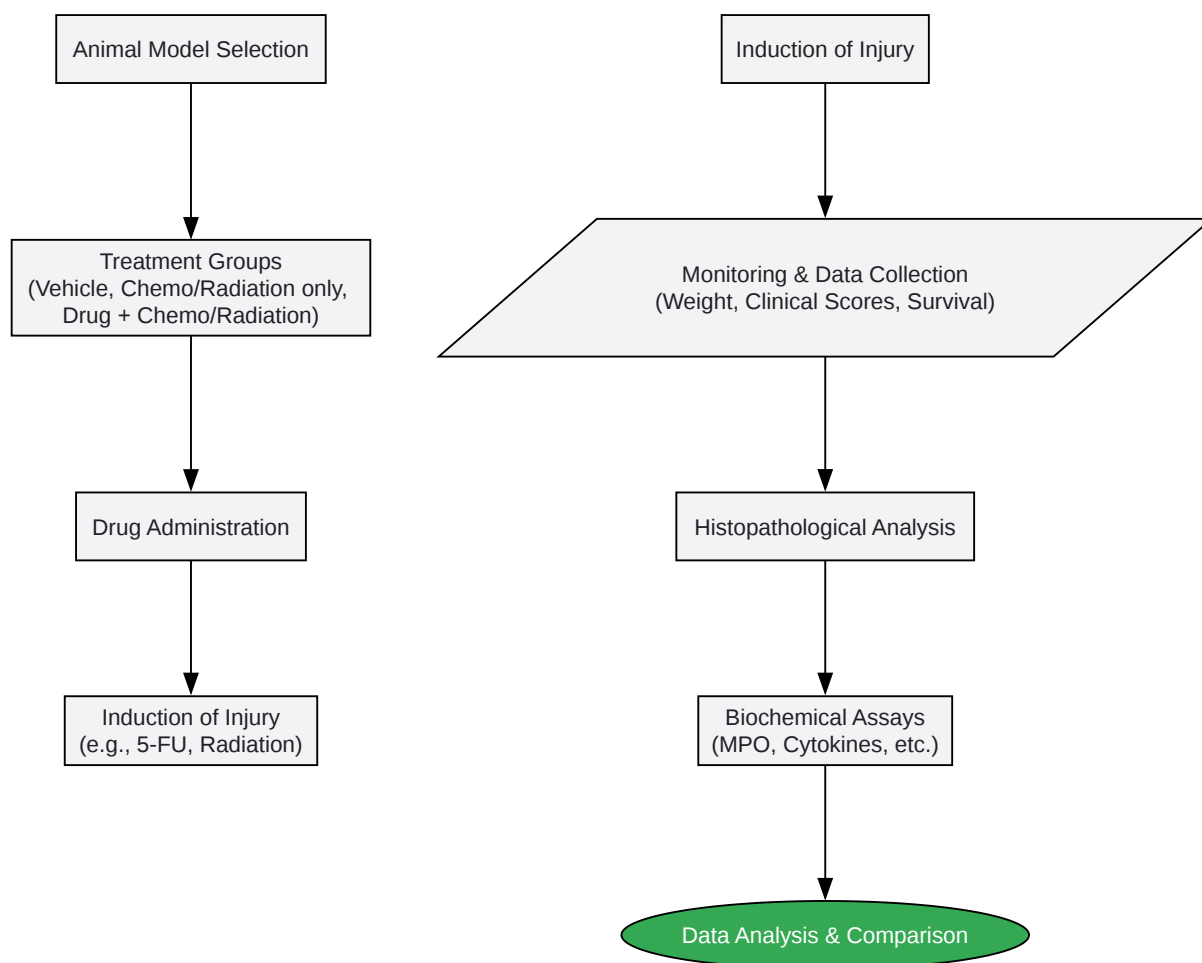 Animal Model Selection
Treatment Groups
(Vehicle, Chemo/Radiation only,
Drug + Chemo/Radiation)
Drug Administration
Induction of Injury
(e.g., 5-FU, Radiation)
Induction of Injury
Monitoring & Data Collection
(Weight, Clinical Scores, Survival)
Histopathological Analysis
Biochemical Assays
(MPO, Cytokines, etc.)
Data Analysis & Comparison